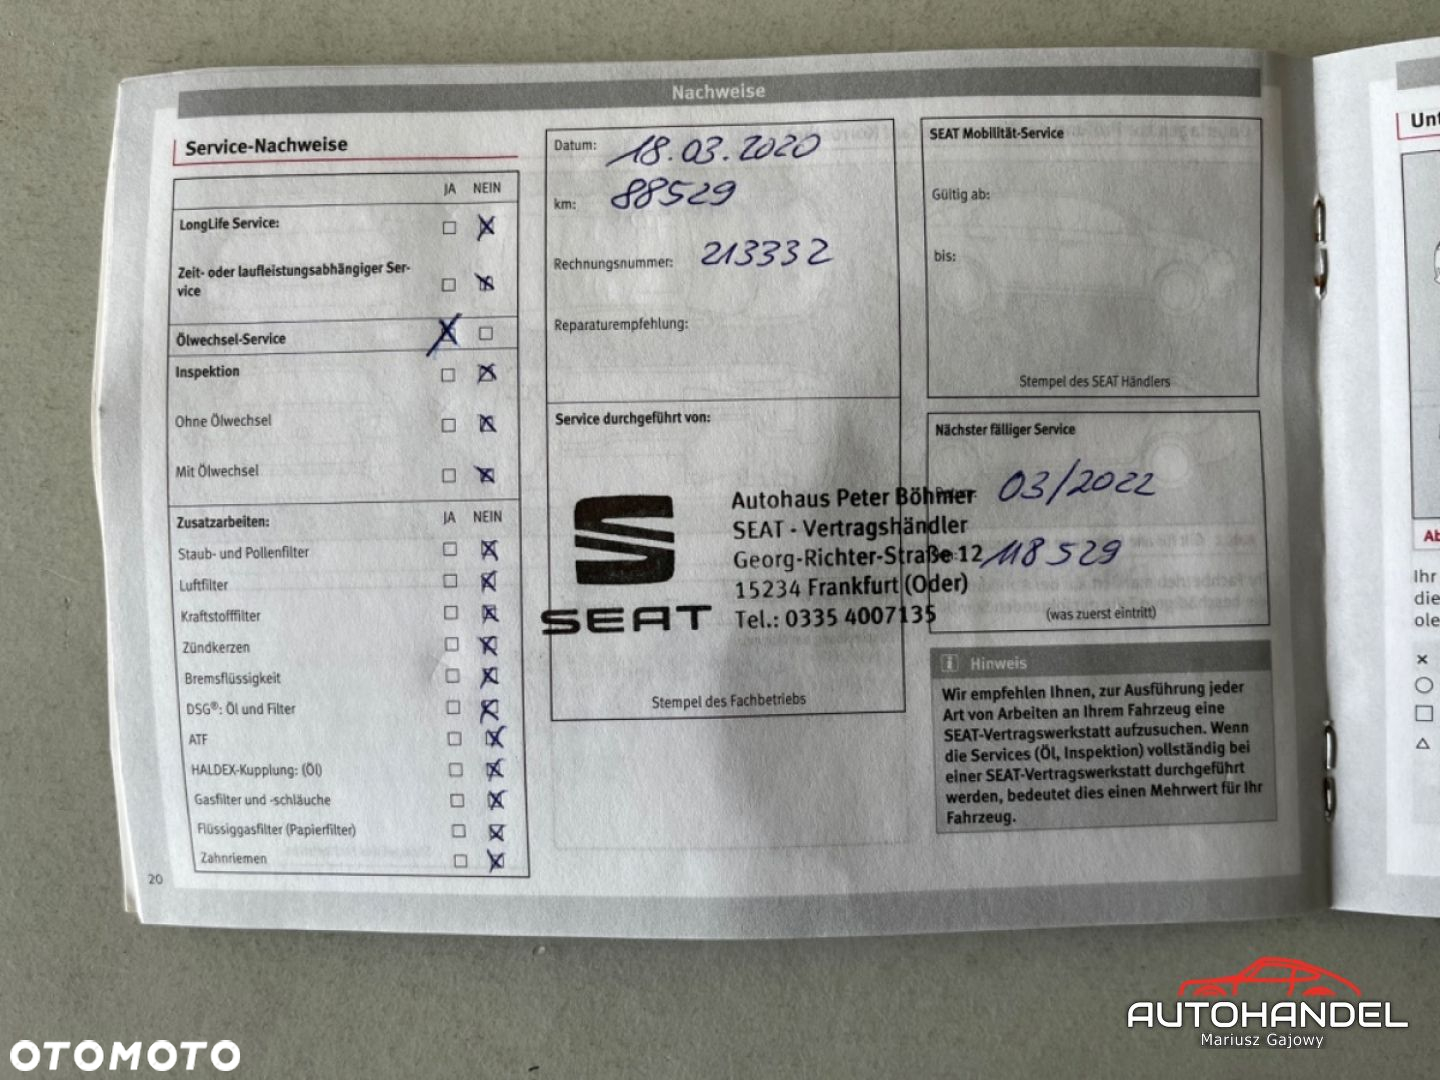 Nachweise
Service-Nachweise
JA NEIN
LongLife Service:
Zeit- oder laufleistungsabhängiger Ser-
vice
Ölwechsel-Service
Inspektion
Ohne Ölwechsel
Mit Ölwechsel
Zusatzarbeiten: JA NEIN
Staub- und Pollenfilter
Luftfilter
Kraftstofffilter
Zündkerzen
Bremsflüssigkeit
DSG®: Öl und Filter
ATF
HALDEX-Kupplung: (Öl)
Gasfilter und -schläuche
Flüssiggasfilter (Papierfilter)
Zahnriemen
20
Datum: 18.03.2020
km: 88529
Rechnungsnummer: 213332
Reparaturempfehlung:
Service durchgeführt von:
SEAT
Autohaus Peter Böhmer
SEAT - Vertragshändler
Georg-Richter-Straße 12
15234 Frankfurt (Oder)
Tel.: 0335 4007135
Stempel des Fachbetriebs
SEAT Mobilität-Service
Gültig ab:
bis:
Stempel des SEAT Händlers
Nächster fälliger Service
03/2022
118529
(was zuerst eintritt)
i Hinweis
Wir empfehlen Ihnen, zur Ausführung jeder
Art von Arbeiten an Ihrem Fahrzeug eine
SEAT-Vertragswerkstatt aufzusuchen. Wenn
die Services (Öl, Inspektion) vollständig bei
einer SEAT-Vertragswerkstatt durchgeführt
werden, bedeutet dies einen Mehrwert für Ihr
Fahrzeug.
Unt
Ab
Ihr
die
ole
AUTOHANDEL
Mariusz Gajowy
OTOMOTO